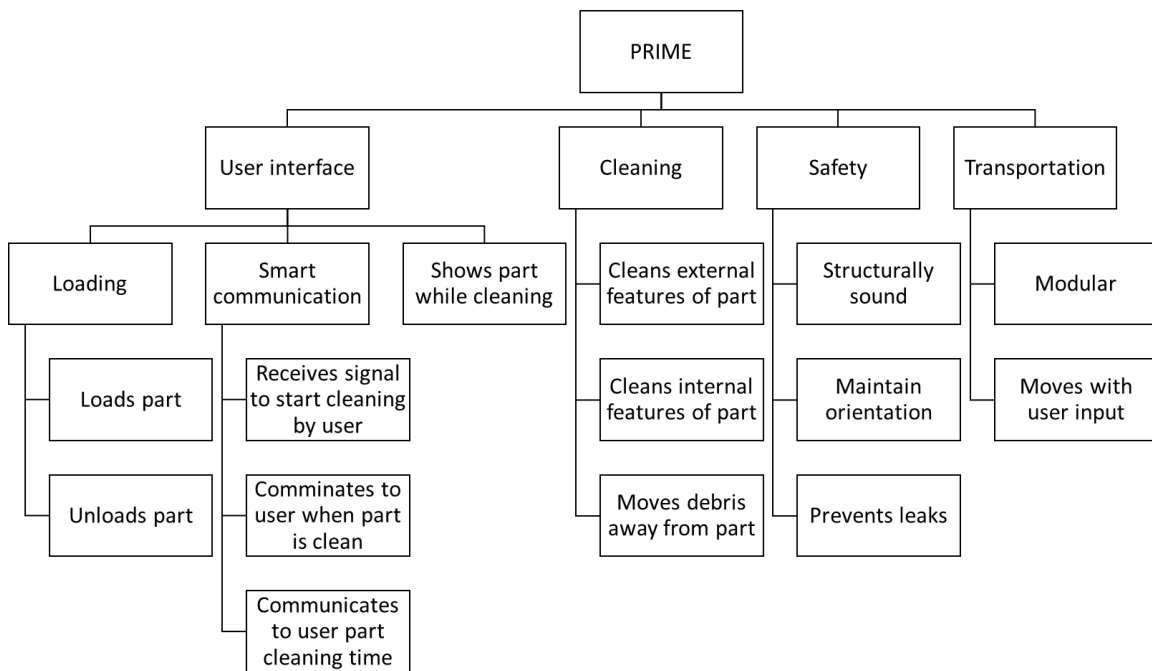 PRIME
User interface
Cleaning
Safety
Transportation
Loading
Smart
communication
Shows part
while cleaning
Cleans external
features of part
Structurally
sound
Modular
Loads part
Receives signal
to start cleaning
by user
Cleans internal
features of part
Maintain
orientation
Moves with
user input
Unloads part
Comminates to
user when part
is clean
Moves debris
away from part
Prevents leaks
Communicates
to user part
cleaning time